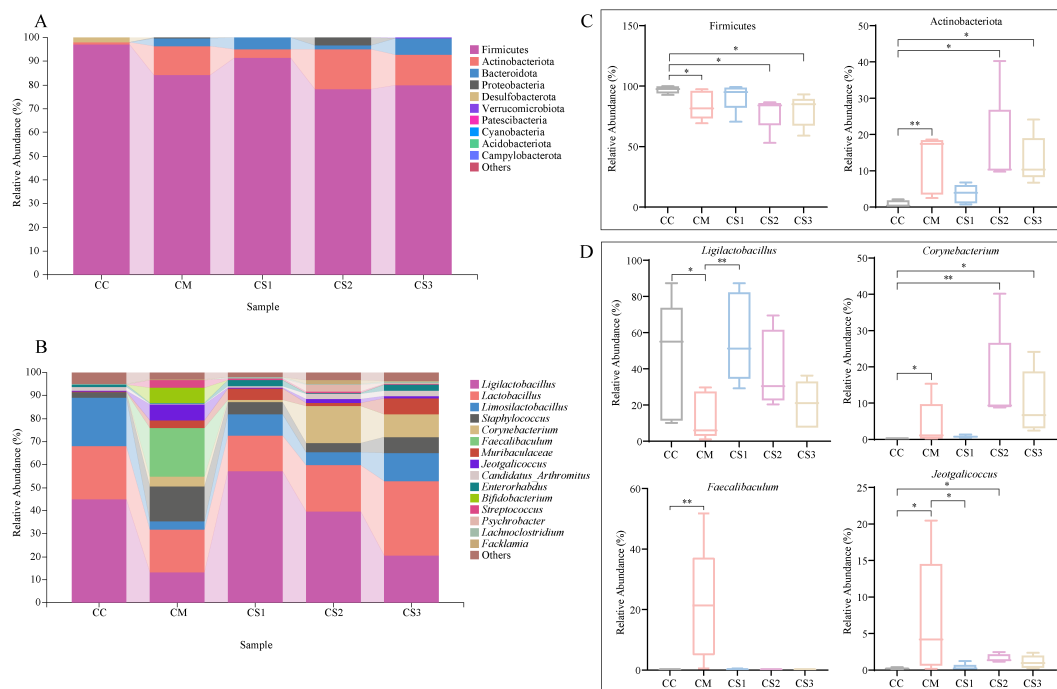 A
Relative Abundance (%)
100
90
80
70
60
50
40
30
20
10
0
CC
CM
CS1
CS2
CS3
Sample
Firmicutes
Actinobacteriota
Bacteroidota
Proteobacteria
Desulfobacterota
Verrucomicrobiota
Patescibacteria
Cyanobacteria
Acidobacteriota
Campylobacterota
Others
B
Relative Abundance (%)
100
90
80
70
60
50
40
30
20
10
0
CC
CM
CS1
CS2
CS3
Sample
Ligilactobacillus
Lactobacillus
Limosilactobacillus
Staphylococcus
Corynebacterium
Faecalibaculum
Muribaculaceae
Jeotgalicoccus
Candidatus_Arthromitus
Enterorhabdus
Bifidobacterium
Streptococcus
Psychrobacter
Lachnoclostridium
Facklamia
Others
C
Firmicutes
Relative Abundance (%)
150
100
50
0
*
*
*
CC
CM
CS1
CS2
CS3
Actinobacteriota
Relative Abundance (%)
50
40
30
20
10
0
*
*
**
CC
CM
CS1
CS2
CS3
D
Ligilactobacillus
Relative Abundance (%)
100
80
60
40
20
0
*
**
CC
CM
CS1
CS2
CS3
Corynebacterium
Relative Abundance (%)
50
40
30
20
10
0
*
**
*
CC
CM
CS1
CS2
CS3
Faecalibaculum
Relative Abundance (%)
60
40
20
0
**
CC
CM
CS1
CS2
CS3
Jeotgalicoccus
Relative Abundance (%)
25
20
15
10
5
0
*
*
*
CC
CM
CS1
CS2
CS3